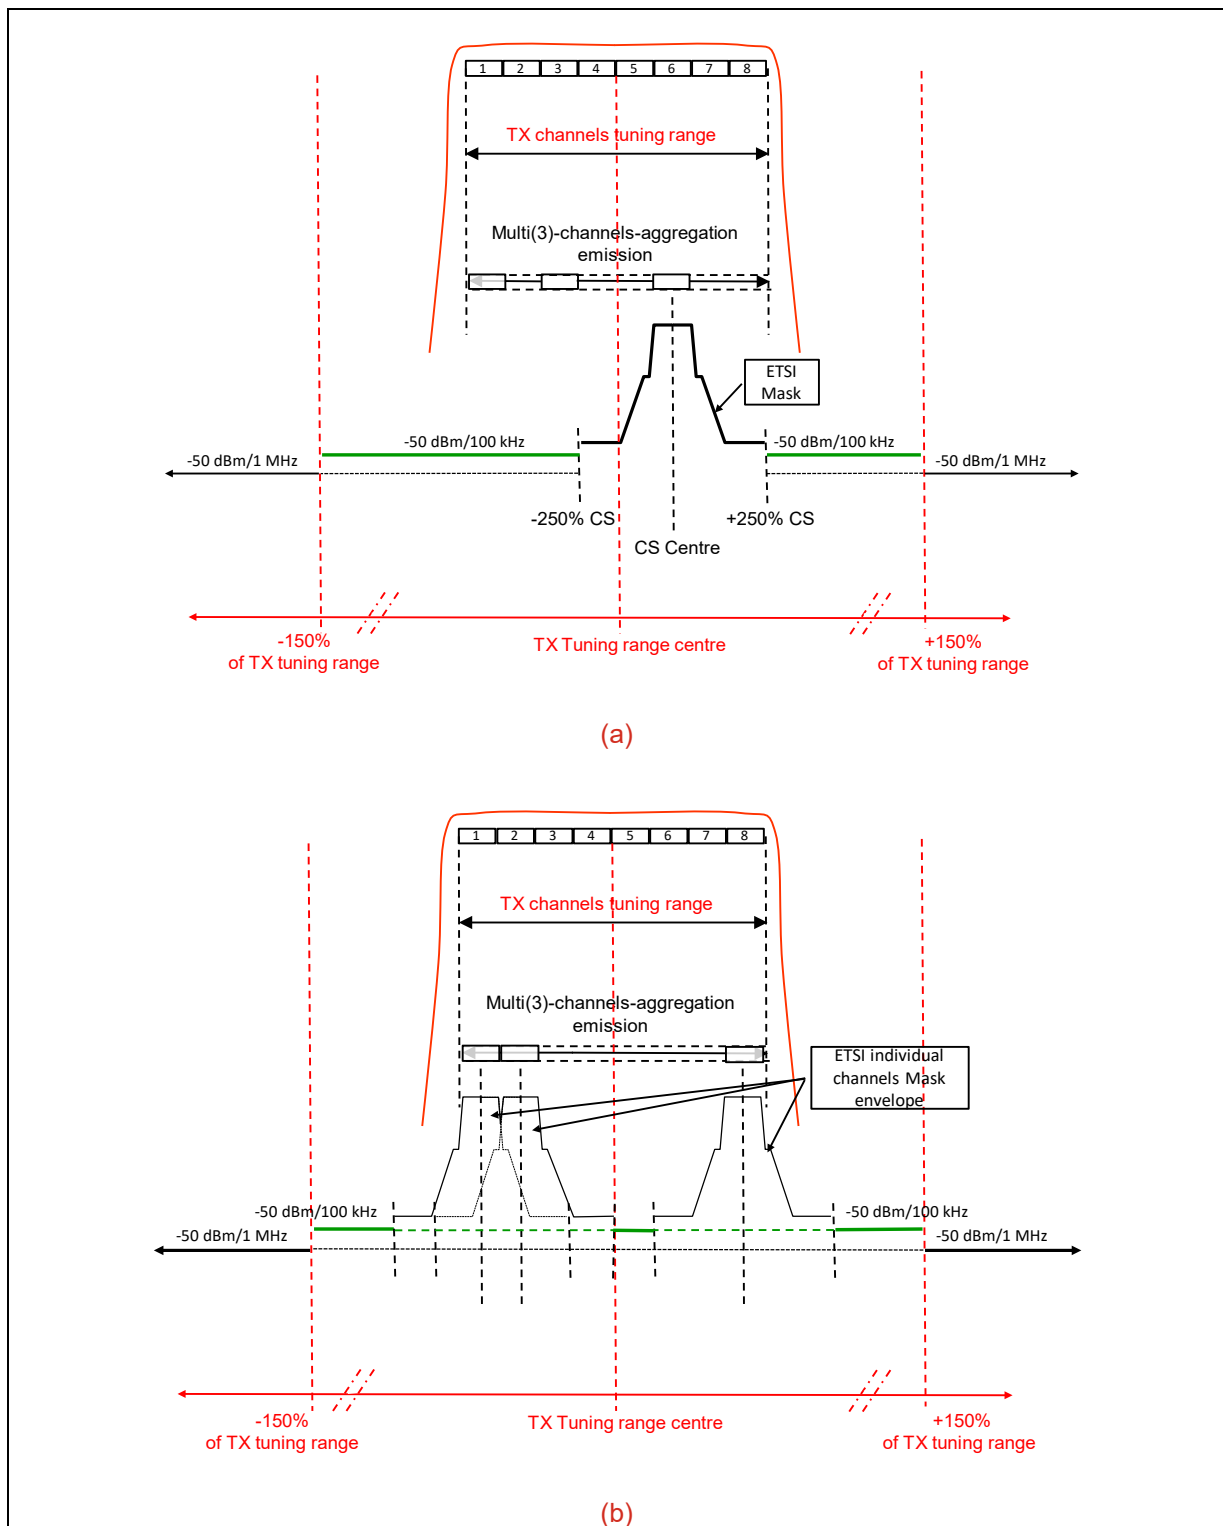 1 2 3 4 5 6 7 8
TX channels tuning range
Multi(3)-channels-aggregation
emission
ETSI
Mask
-50 dBm/100 kHz
-50 dBm/100 kHz
-50 dBm/1 MHz
-50 dBm/1 MHz
-250% CS
+250% CS
CS Centre
-150%
of TX tuning range
TX Tuning range centre
+150%
of TX tuning range
(a)
1 2 3 4 5 6 7 8
TX channels tuning range
Multi(3)-channels-aggregation
emission
ETSI individual
channels Mask
envelope
-50 dBm/100 kHz
-50 dBm/100 kHz
-50 dBm/1 MHz
-50 dBm/1 MHz
-150%
of TX tuning range
TX Tuning range centre
+150%
of TX tuning range
(b)